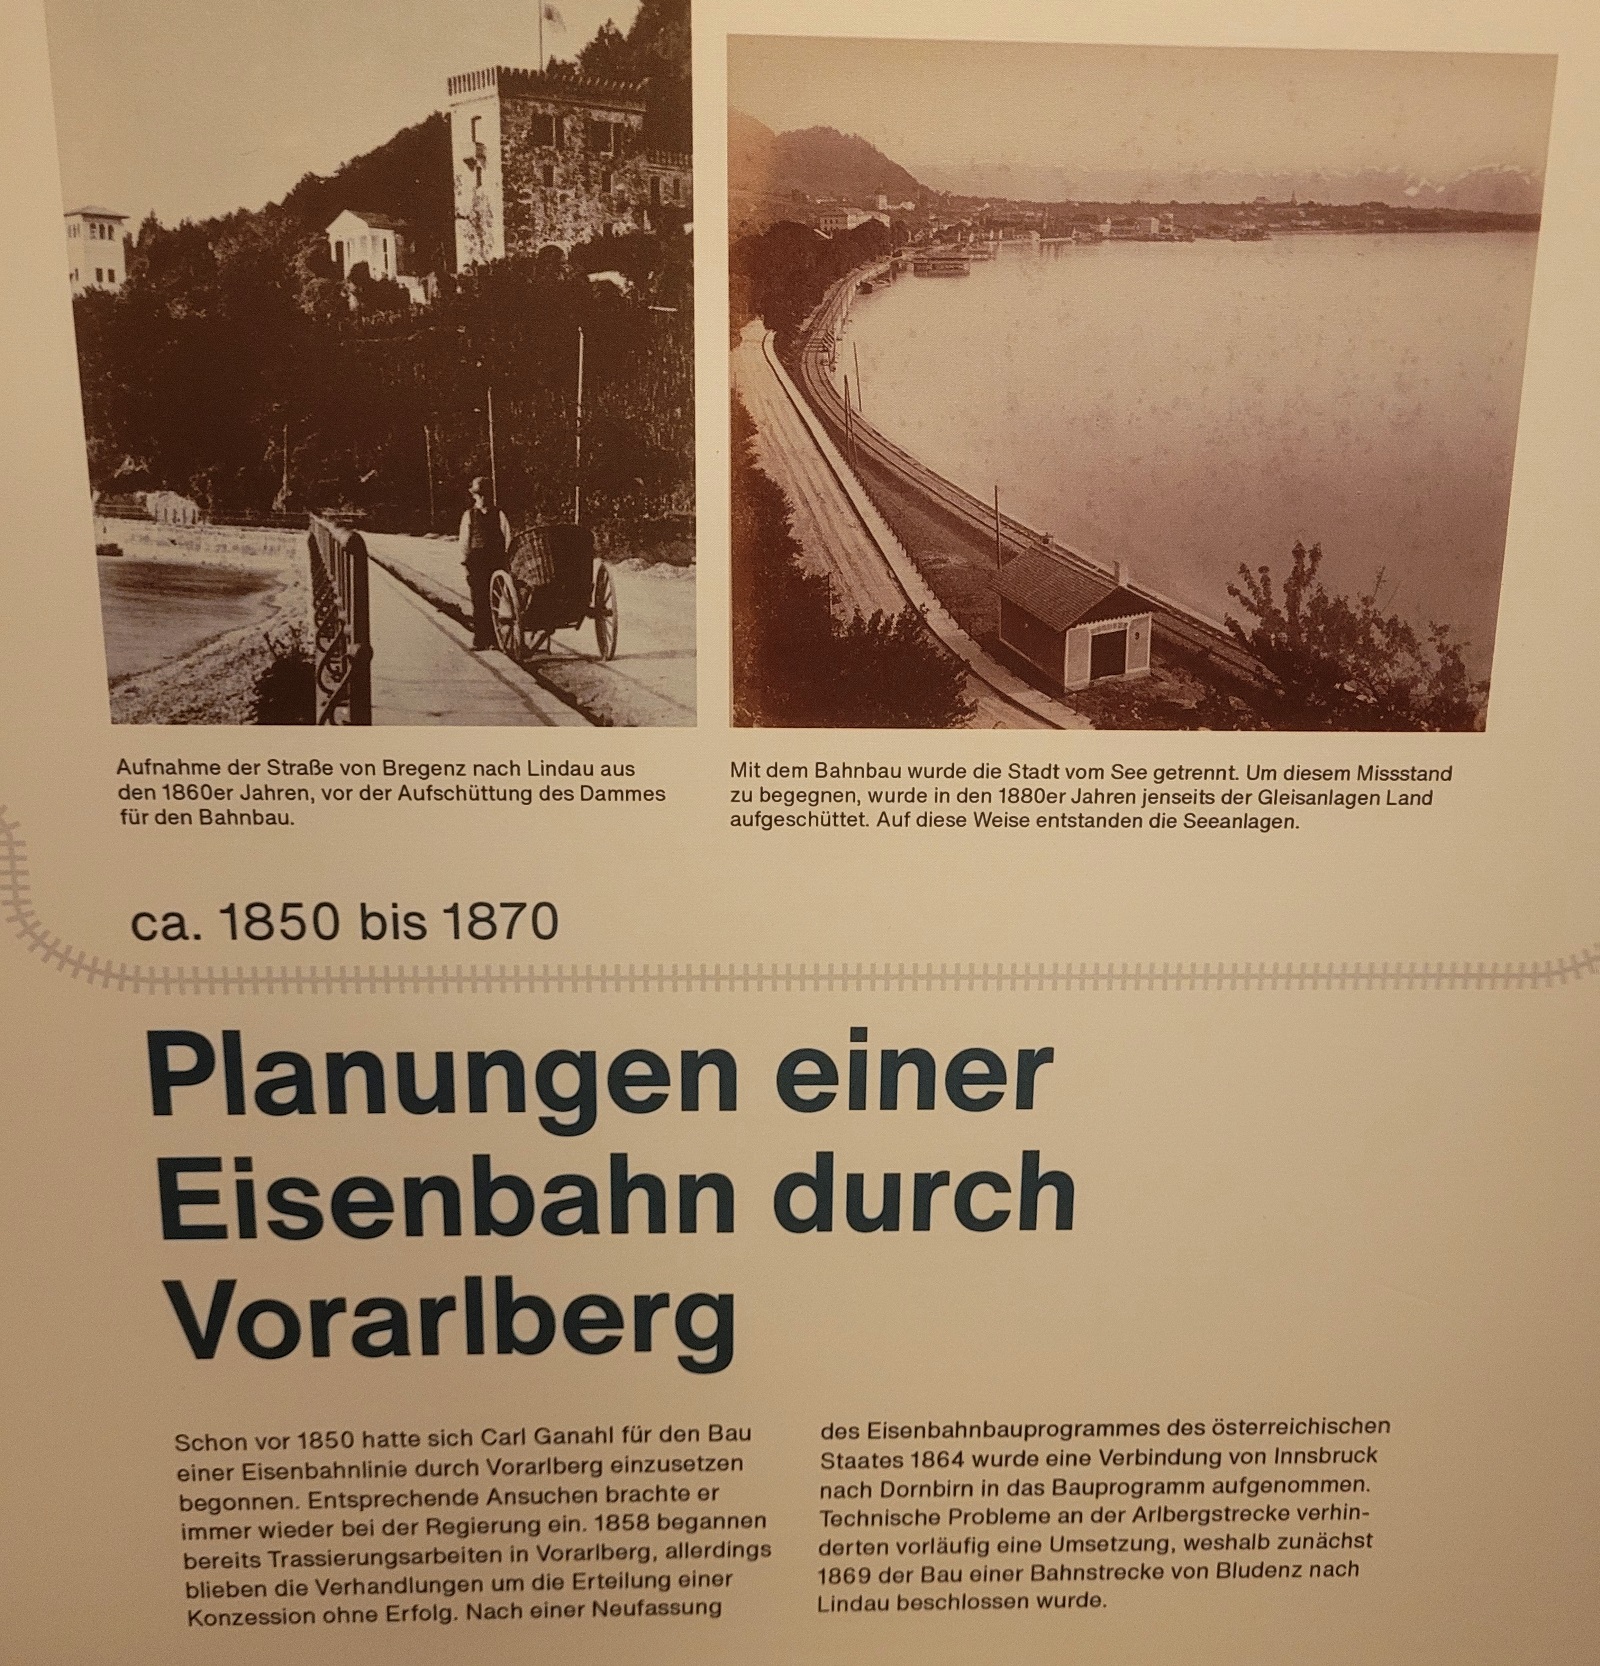 Aufnahme der Straße von Bregenz nach Lindau aus
den 1860er Jahren, vor der Aufschüttung des Dammes
für den Bahnbau.
Mit dem Bahnbau wurde die Stadt vom See getrennt. Um diesem Missstand
zu begegnen, wurde in den 1880er Jahren jenseits der Gleisanlagen Land
aufgeschüttet. Auf diese Weise entstanden die Seeanlagen.
ca. 1850 bis 1870
Planungen einer
Eisenbahn durch
Vorarlberg
Schon vor 1850 hatte sich Carl Ganahl für den Bau
einer Eisenbahnlinie durch Vorarlberg einzusetzen
begonnen. Entsprechende Ansuchen brachte er
immer wieder bei der Regierung ein. 1858 begannen
bereits Trassierungsarbeiten in Vorarlberg, allerdings
blieben die Verhandlungen um die Erteilung einer
Konzession ohne Erfolg. Nach einer Neufassung
des Eisenbahnbauprogrammes des österreichischen
Staates 1864 wurde eine Verbindung von Innsbruck
nach Dornbirn in das Bauprogramm aufgenommen.
Technische Probleme an der Arlbergstrecke verhin-
derten vorläufig eine Umsetzung, weshalb zunächst
1869 der Bau einer Bahnstrecke von Bludenz nach
Lindau beschlossen wurde.